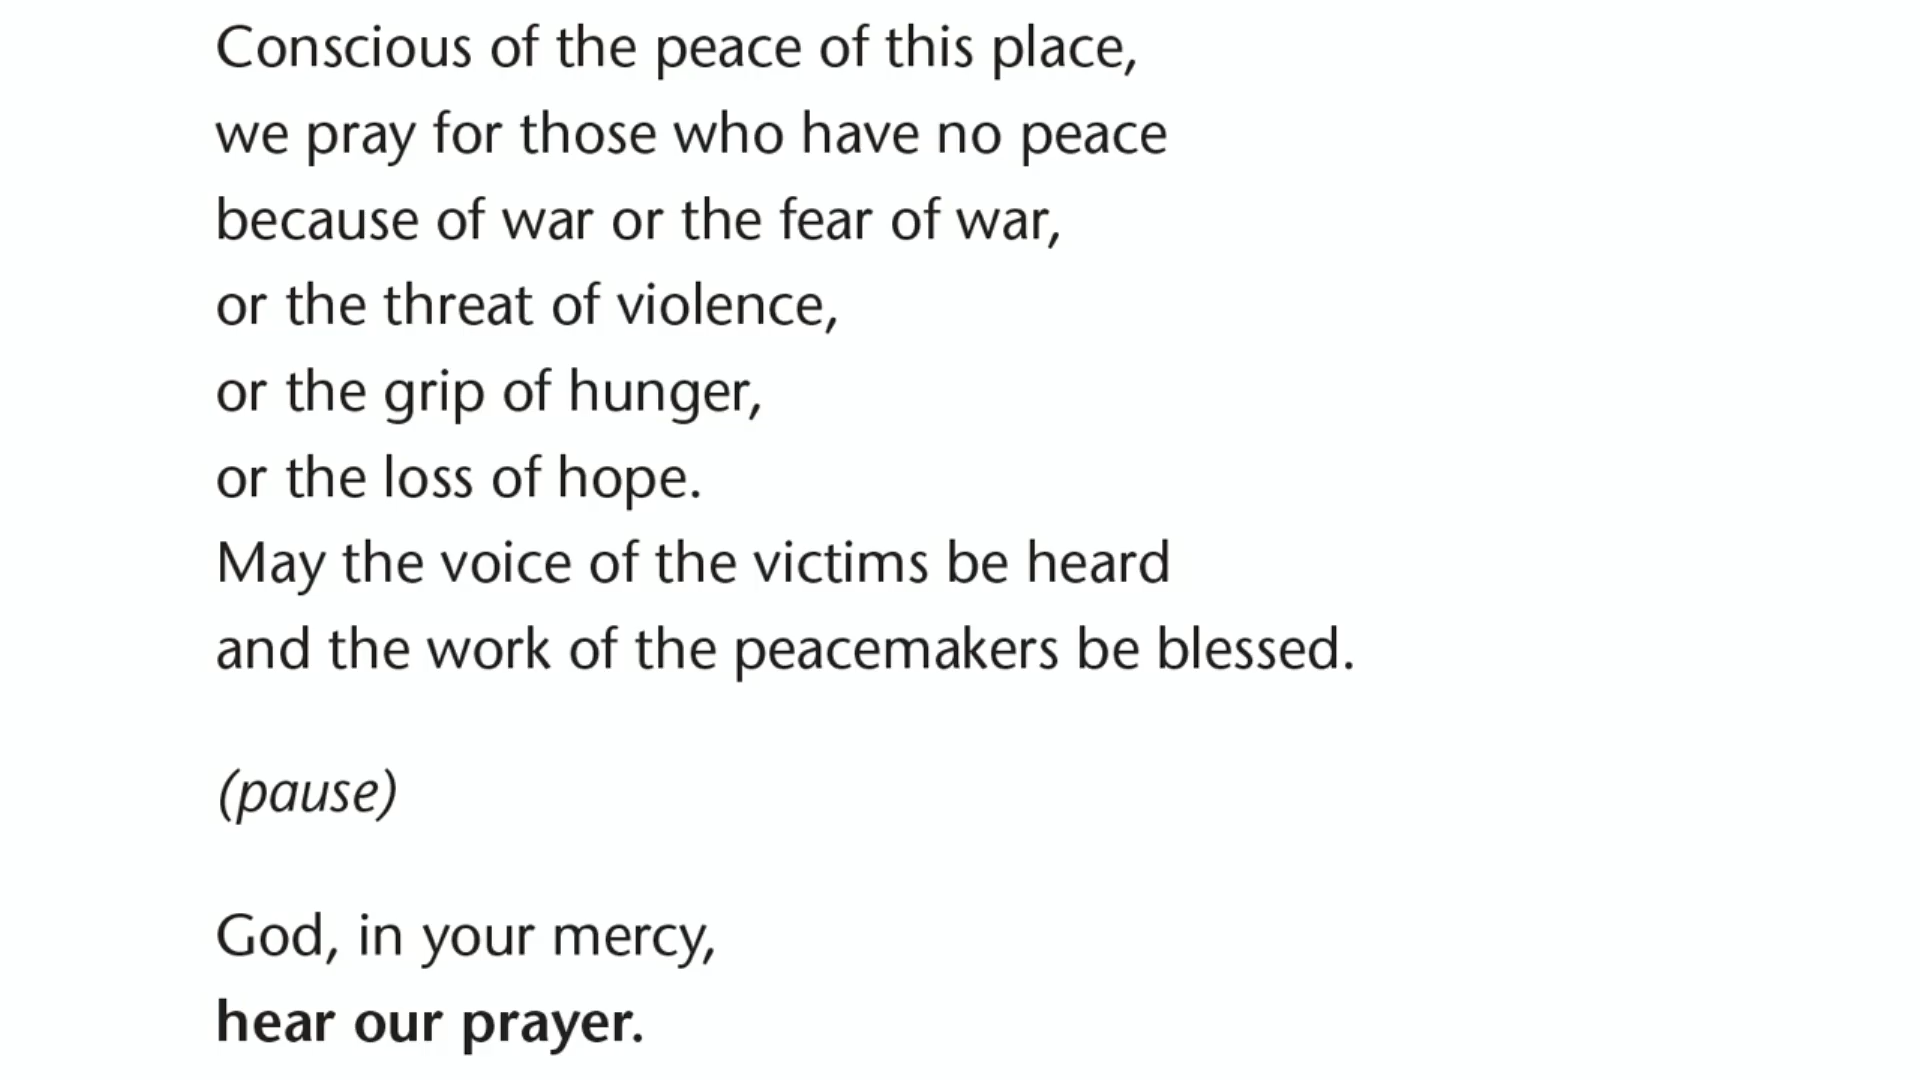 Conscious of the peace of this place,
we pray for those who have no peace
because of war or the fear of war,
or the threat of violence,
or the grip of hunger,
or the loss of hope.
May the voice of the victims be heard
and the work of the peacemakers be blessed.
(pause)
God, in your mercy,
hear our prayer.